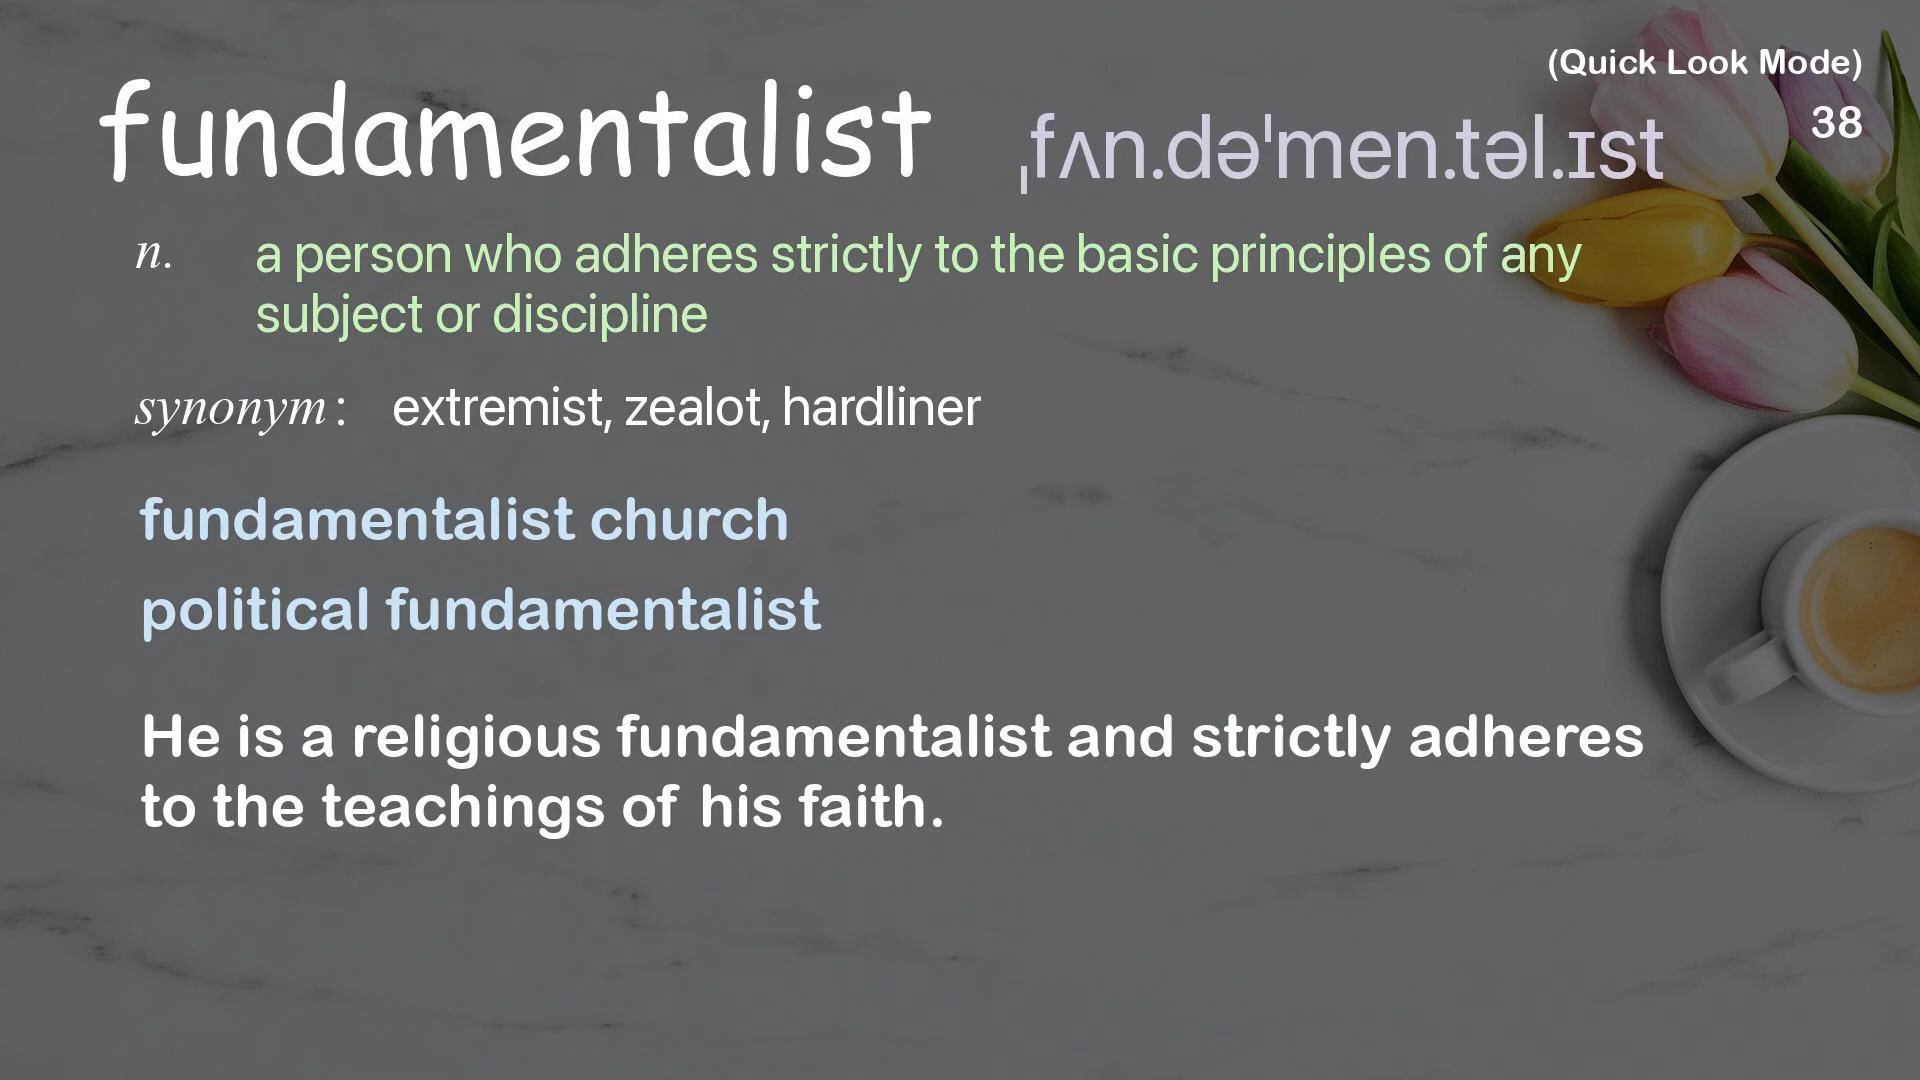 (Quick Look Mode)
38
fundamentalist ˌfʌn.dəˈmen.təl.ɪst
n. a person who adheres strictly to the basic principles of any
subject or discipline
synonym: extremist, zealot, hardliner
fundamentalist church
political fundamentalist
He is a religious fundamentalist and strictly adheres
to the teachings of his faith.